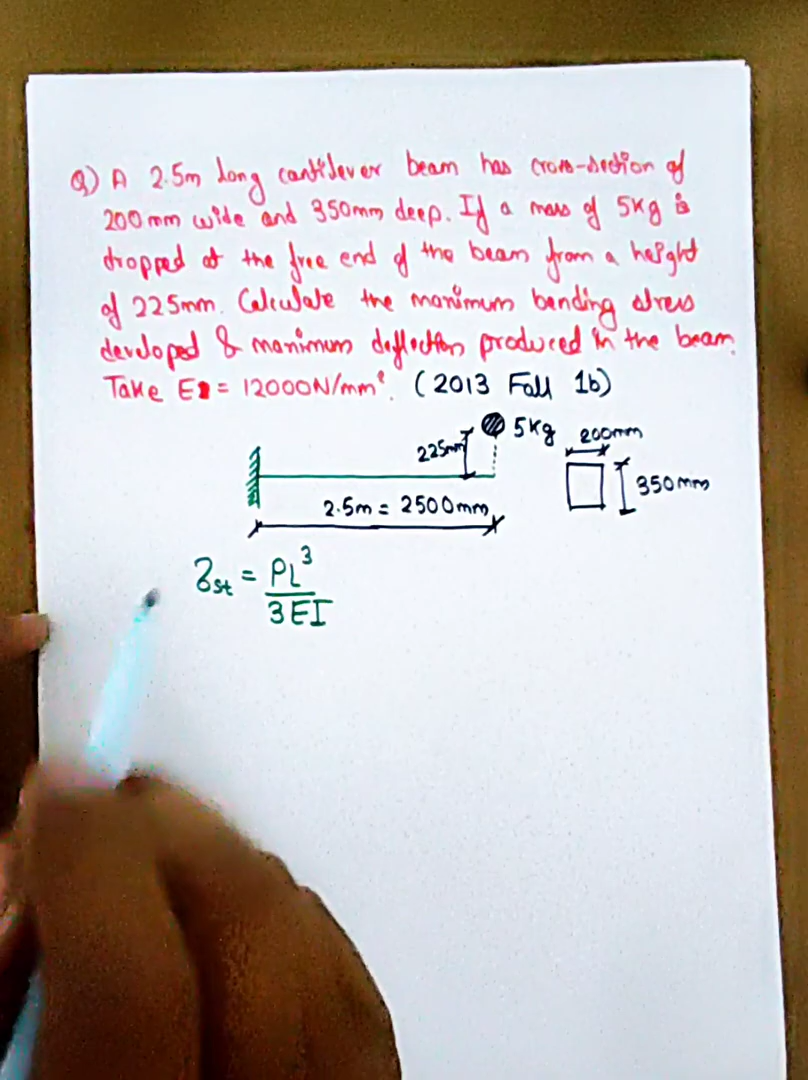 Q) A 2.5m long cantilever beam has cross-section of
200mm wide and 350mm deep. If a mass of 5kg is
dropped at the free end of the beam from a height
of 225mm. Calculate the maximum bending stress
developed & maximum deflection produced in the beam.
Take E = 12000N/mm². (2013 Fall 1b)
5kg
225mm
200mm
350mm
2.5m = 2500mm
δst = PL³
3EI